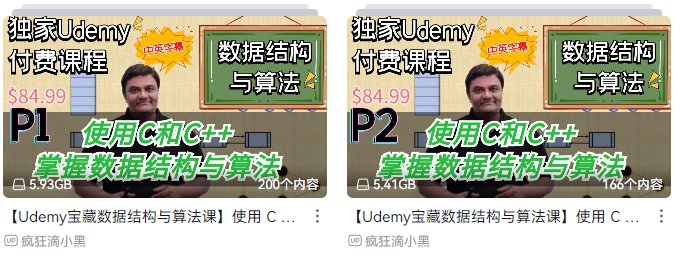 独家Udemy
付费课程
中英字幕
数据结构
与算法
$84.99
P1
使用C和C++
掌握数据结构与算法
5.93GB
200个内容
【Udemy宝藏数据结构与算法课】使用 C ...
UP 疯狂滴小黑
独家Udemy
付费课程
中英字幕
数据结构
与算法
$84.99
P2
使用C和C++
掌握数据结构与算法
5.41GB
166个内容
【Udemy宝藏数据结构与算法课】使用 C ...
UP 疯狂滴小黑